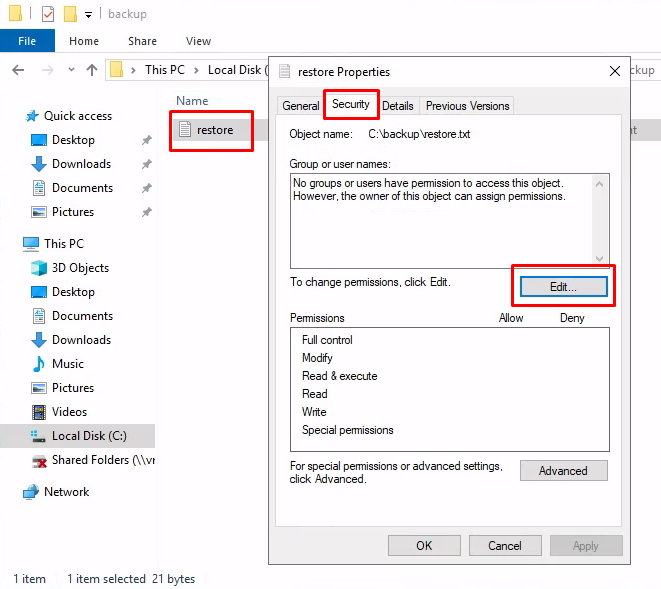 backup
File
Home
Share
View
This PC
Local Disk (
ckup
Name
Quick access
Desktop
Downloads
Documents
Pictures
This PC
3D Objects
Desktop
Documents
Downloads
Music
Pictures
Videos
Local Disk (C:)
Shared Folders (\\vr
Network
restore
nt
restore Properties
General
Security
Details
Previous Versions
Object name: C:\backup\restore.txt
Group or user names:
No groups or users have permission to access this object.
However, the owner of this object can assign permissions.
To change permissions, click Edit.
Edit...
Permissions Allow Deny
Full control
Modify
Read & execute
Read
Write
Special permissions
For special permissions or advanced settings,
click Advanced.
Advanced
OK
Cancel
Apply
1 item
1 item selected 21 bytes